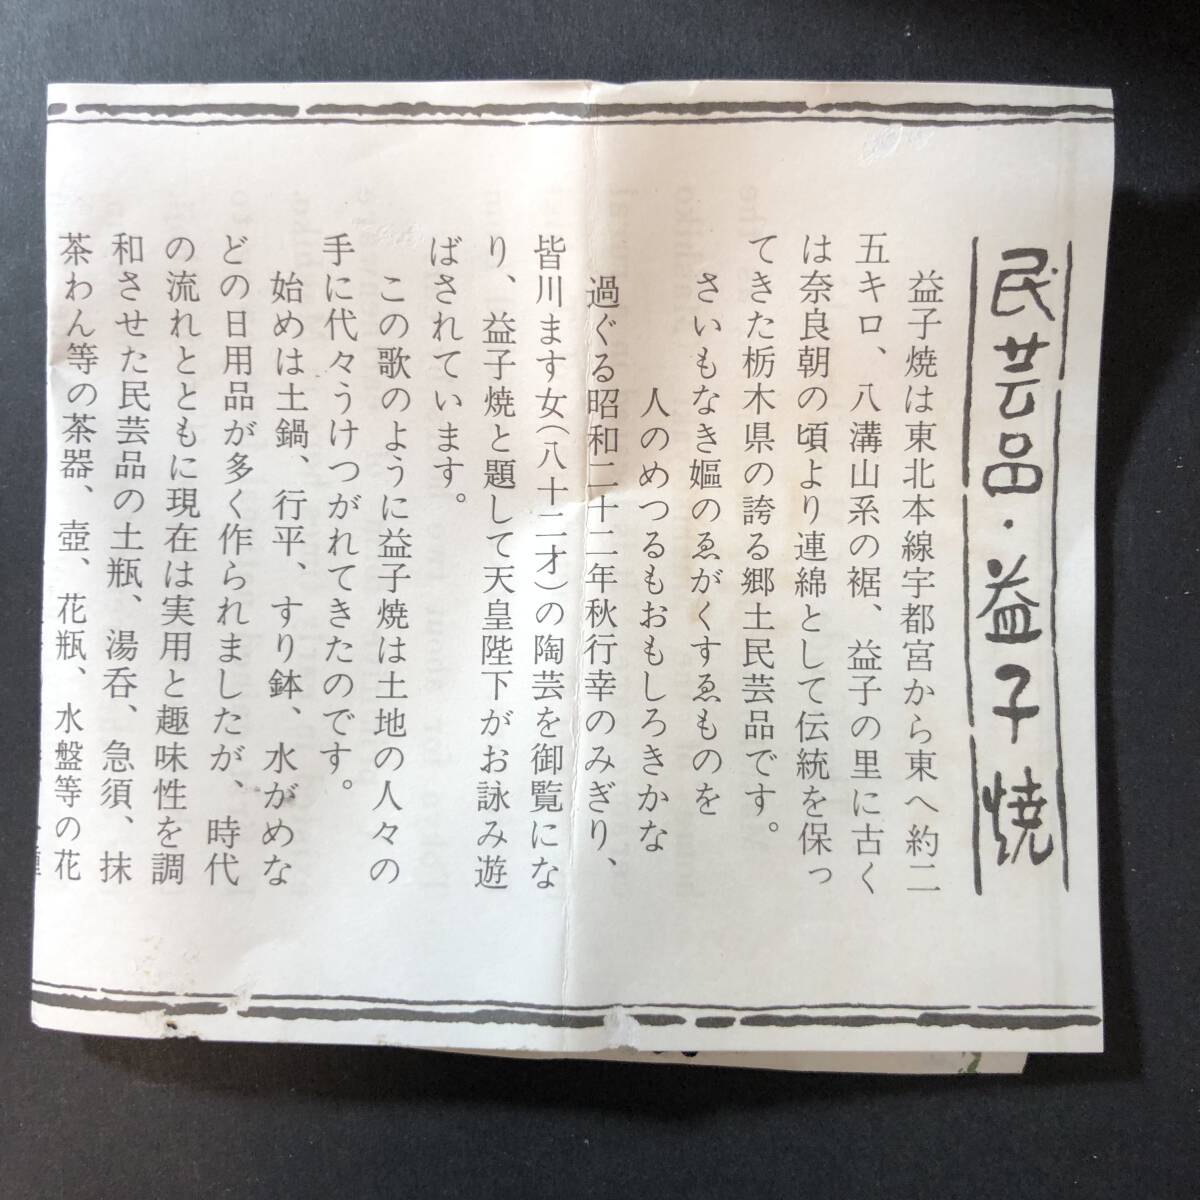 民芸品・益子焼
益子焼は東北本線宇都宮から東へ約二
五キロ、八溝山系の裾、益子の里に古く
は奈良朝の頃より連綿として伝統を保っ
てきた栃木県の誇る郷土民芸品です。
さいもなき嫗のゑがくすゑものを
人のめつるもおもしろきかな
過ぐる昭和二十二年秋行幸のみぎり、
皆川ます女(八十二才)の陶芸を御覧にな
り、益子焼と題して天皇陛下がお詠み遊
ばされています。
この歌のように益子焼は土地の人々の
手に代々うけつがれてきたのです。
始めは土鍋、行平、すり鉢、水がめな
どの日用品が多く作られましたが、時代
の流れとともに現在は実用と趣味性を調
和させた民芸品の土瓶、湯呑、急須、抹
茶わん等の茶器、壺、花瓶、水盤等の花